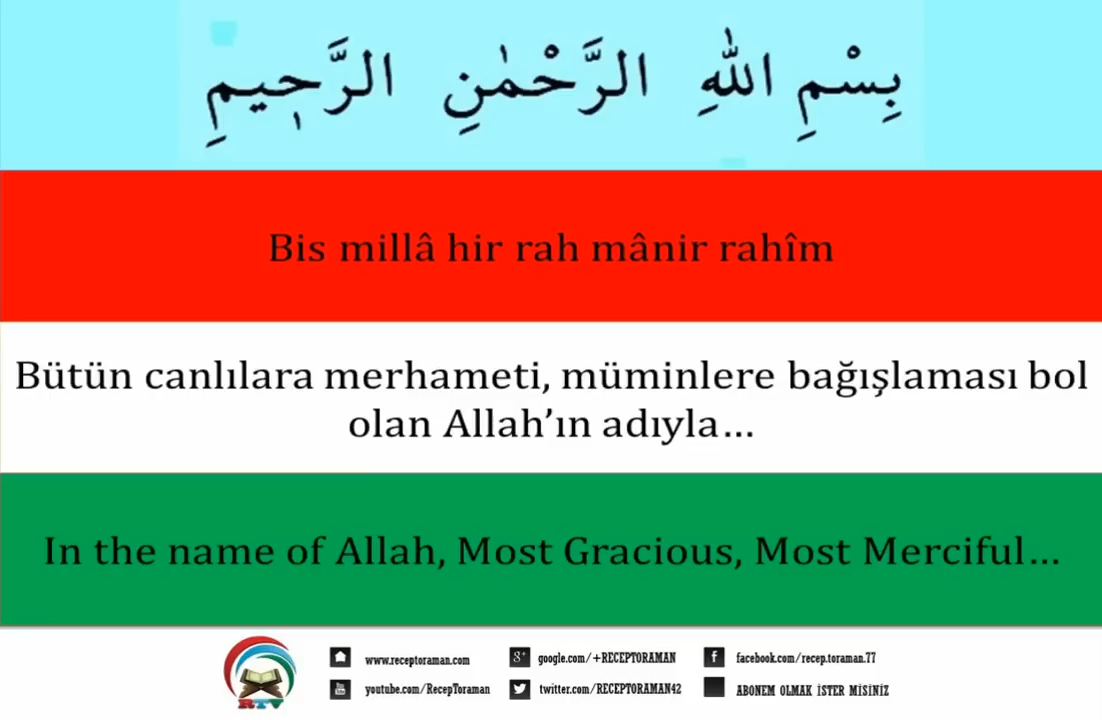 بِسْمِ اللّٰهِ الرَّحْمٰنِ الرَّحٖيمِ
Bis millâ hir rah mânir rahîm
Bütün canlılara merhameti, müminlere bağışlaması bol
olan Allah’ın adıyla…
In the name of Allah, Most Gracious, Most Merciful…
www.receptoraman.com
google.com/+RECEPTORAMAN
facebook.com/recep.toraman.77
youtube.com/RecepToraman
twitter.com/RECEPTORAMAN42
ABONEM OLMAK İSTER MİSİNİZ
RTV